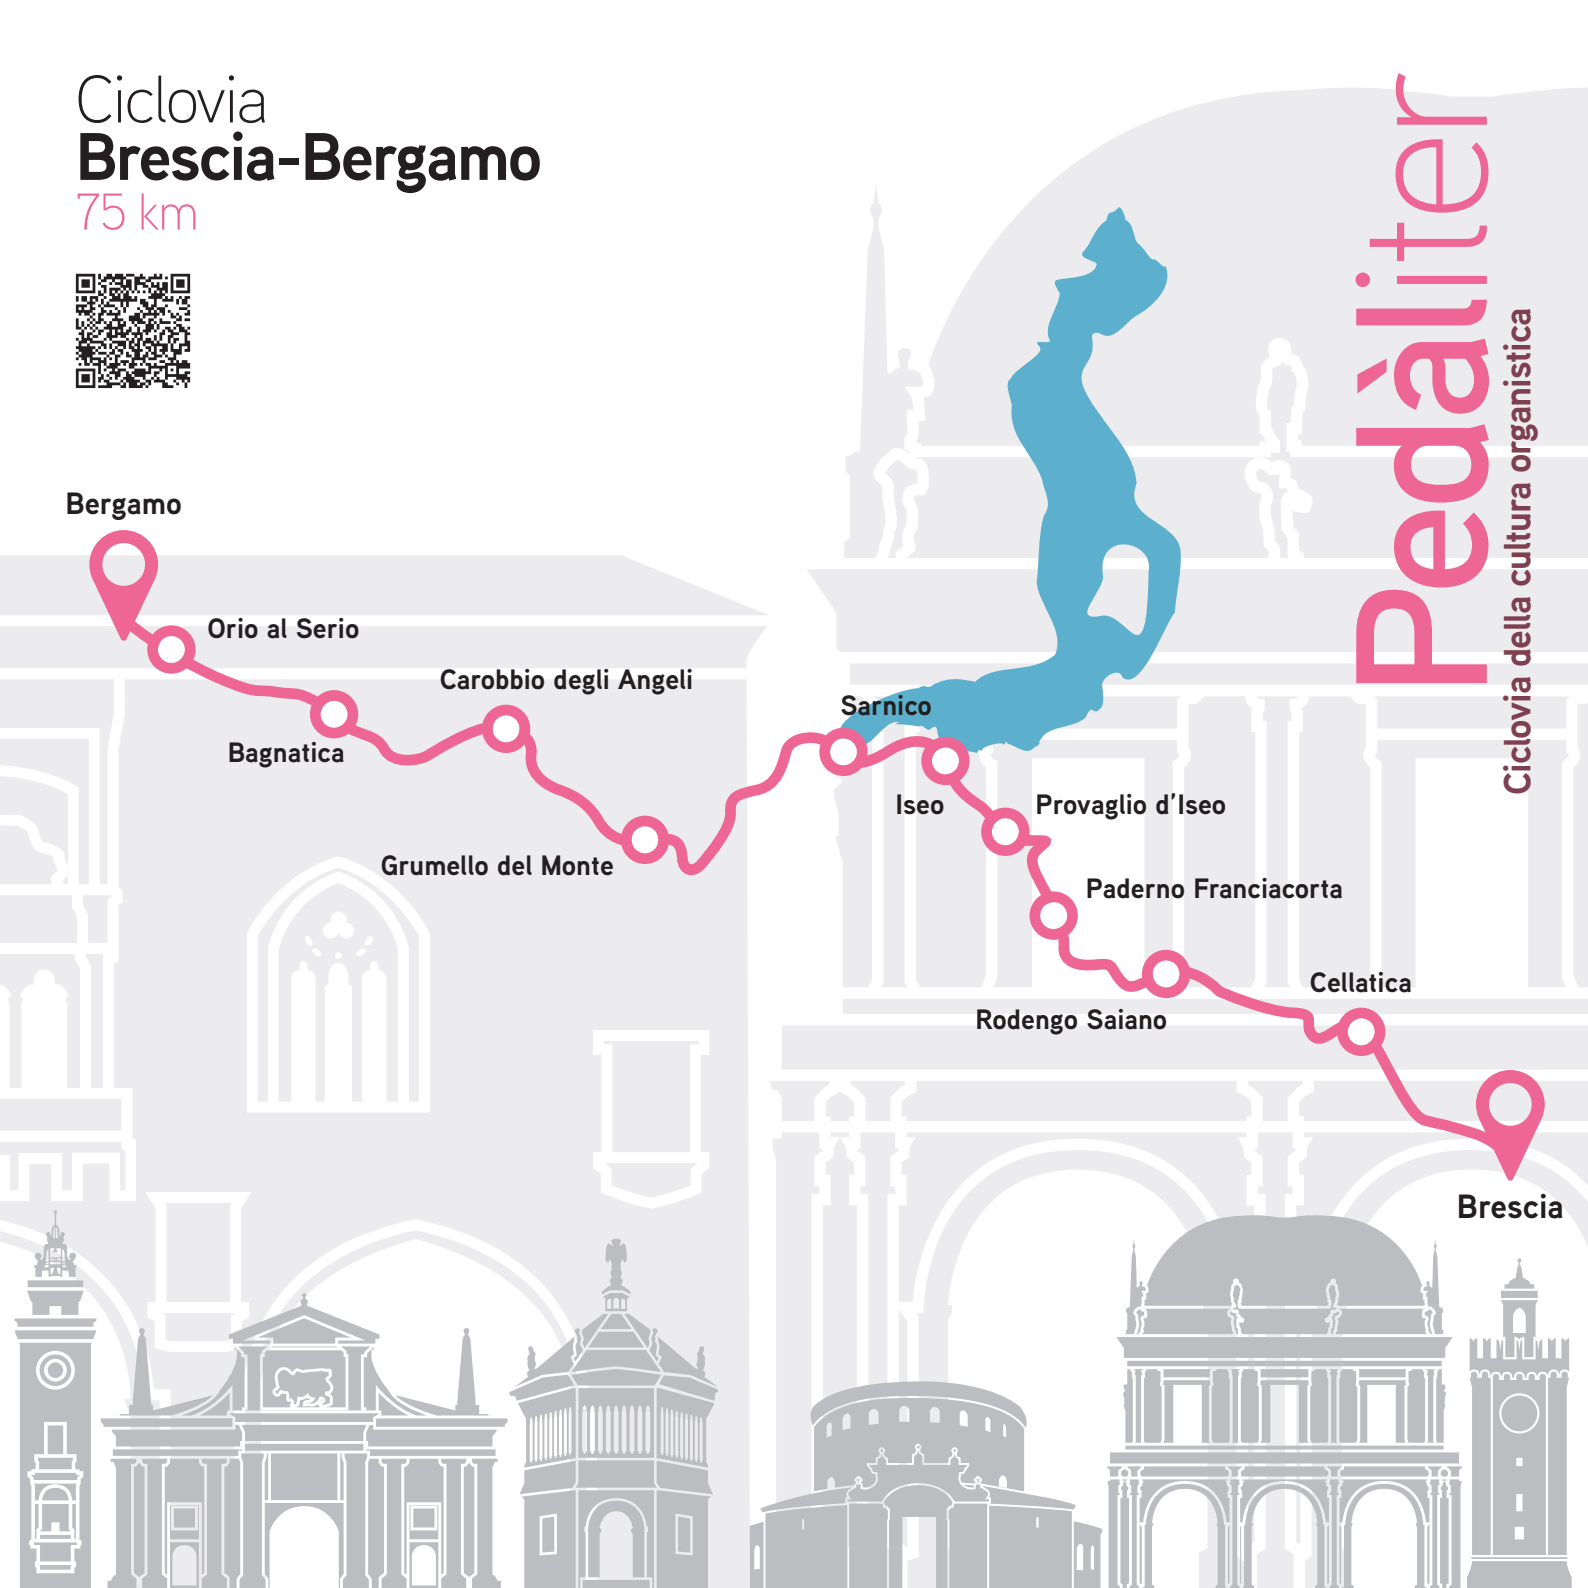 Ciclovia
Brescia-Bergamo
75 km
Pedàliter
Ciclovia della cultura organistica
Bergamo
Orio al Serio
Carobbio degli Angeli
Sarnico
Bagnatica
Iseo
Provaglio d'Iseo
Grumello del Monte
Paderno Franciacorta
Cellatica
Rodengo Saiano
Brescia